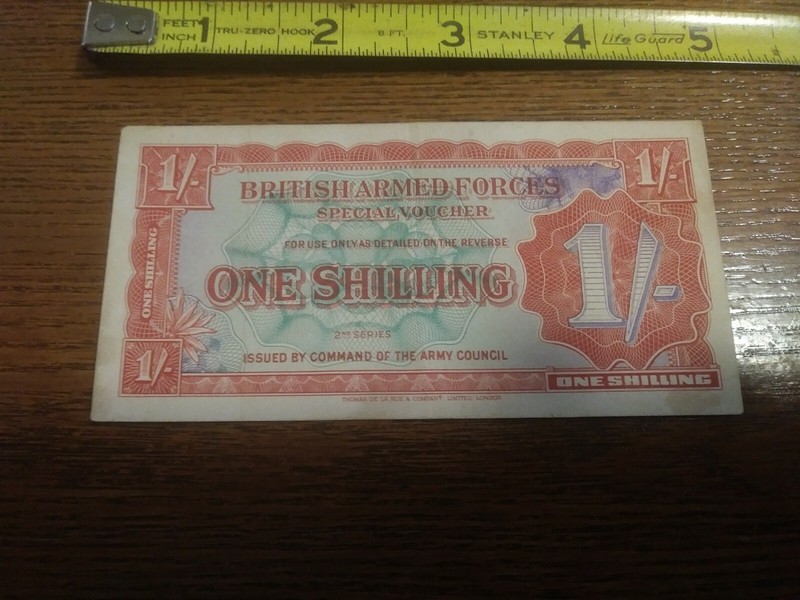 FEET
INCH 1 TRU-ZERO HOOK 2 8 FT. 3 STANLEY 4 Life Guard 5
1/- 1/-
BRITISH ARMED FORCES
SPECIAL VOUCHER
FOR USE ONLY AS DETAILED ON THE REVERSE
ONE SHILLING
ONE SHILLING
1/-
2ND SERIES
ISSUED BY COMMAND OF THE ARMY COUNCIL
1/-
ONE SHILLING
THOMAS DE LA RUE & COMPANY, LIMITED, LONDON